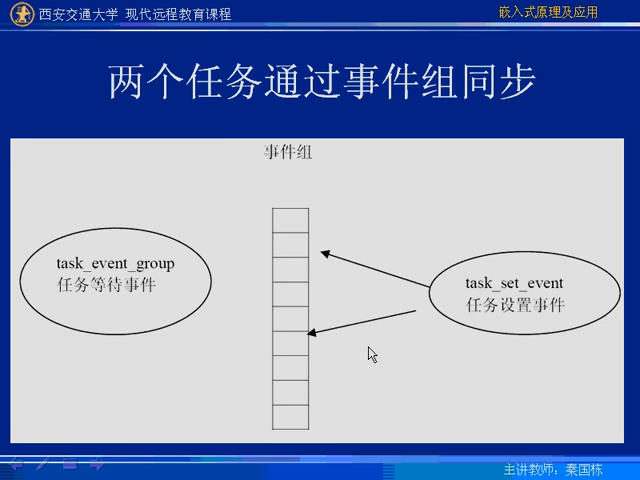 西安交通大学 现代远程教育课程
嵌入式原理及应用
两个任务通过事件组同步
事件组
task_event_group
任务等待事件
task_set_event
任务设置事件
主讲教师：秦国栋